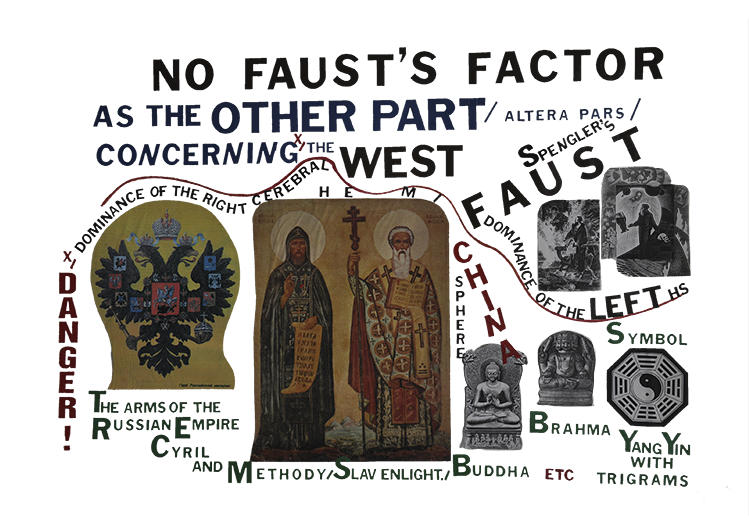 NO FAUST'S FACTOR
AS THE OTHER PART/ ALTERA PARS/
CONCERNING x/ THE WEST
SPENGLER'S
FAUST
DOMINANCE OF THE RIGHT CEREBRAL HEMI
SPHERE
DOMINANCE OF THE LEFT HS
x/ DANGER!
CHINA
SYMBOL
THE ARMS OF THE
RUSSIAN EMPIRE
CYRIL
AND METHODY/SLAV ENLIGHT./
BUDDHA ETC
BRAHMA
YANG YIN
WITH
TRIGRAMS